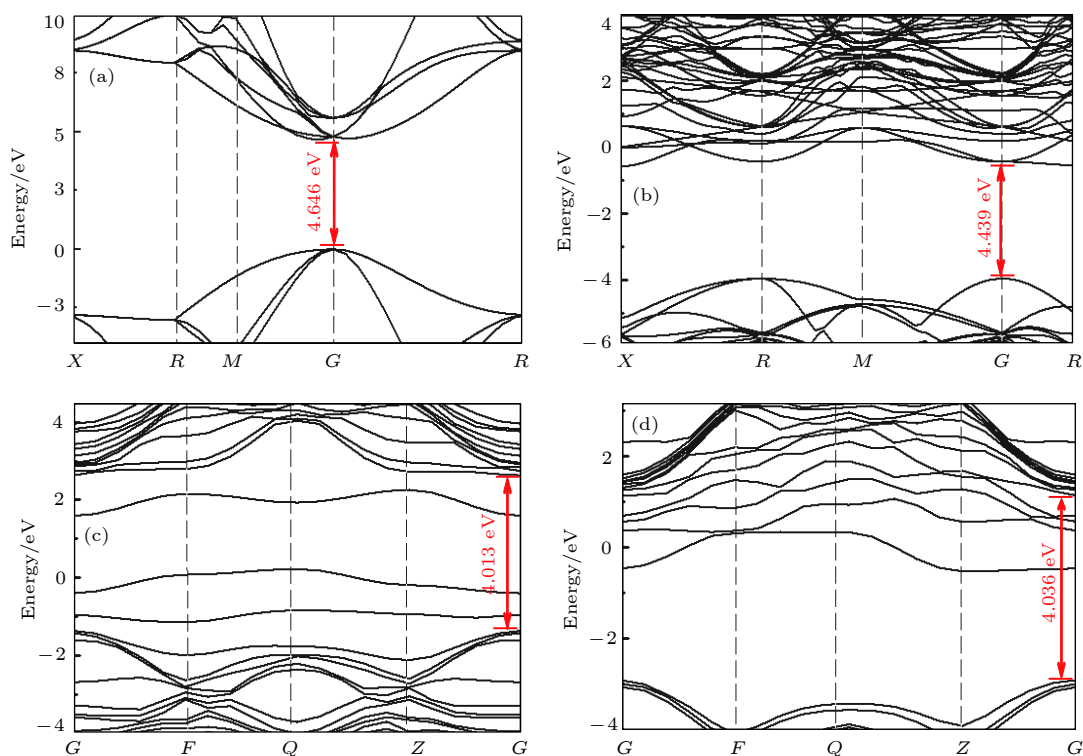 10
8
5
3
0
−3
Energy/eV
(a)
4.646 eV
X R M G R
4
2
0
−2
−4
−6
Energy/eV
(b)
4.439 eV
X R M G R
4
2
0
−2
−4
Energy/eV
(c)
4.013 eV
G F Q Z G
2
0
−2
−4
Energy/eV
(d)
4.036 eV
G F Q Z G